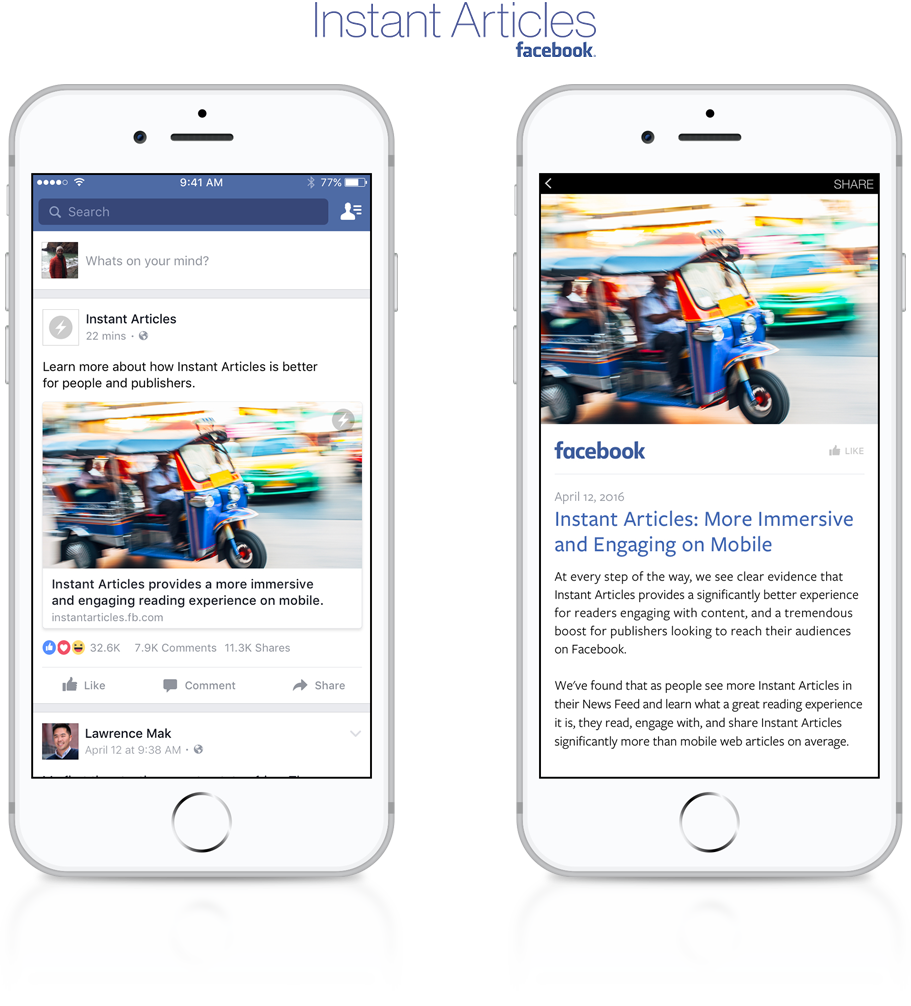 Instant Articles
facebook.
9:41 AM
77%
Search
Whats on your mind?
Instant Articles
22 mins ·
Learn more about how Instant Articles is better
for people and publishers.
Instant Articles provides a more immersive
and engaging reading experience on mobile.
instantarticles.fb.com
32.6K 7.9K Comments 11.3K Shares
Like Comment Share
Lawrence Mak
April 12 at 9:38 AM ·
SHARE
facebook
LIKE
April 12, 2016
Instant Articles: More Immersive
and Engaging on Mobile
At every step of the way, we see clear evidence that
Instant Articles provides a significantly better experience
for readers engaging with content, and a tremendous
boost for publishers looking to reach their audiences
on Facebook.
We've found that as people see more Instant Articles in
their News Feed and learn what a great reading experience
it is, they read, engage with, and share Instant Articles
significantly more than mobile web articles on average.